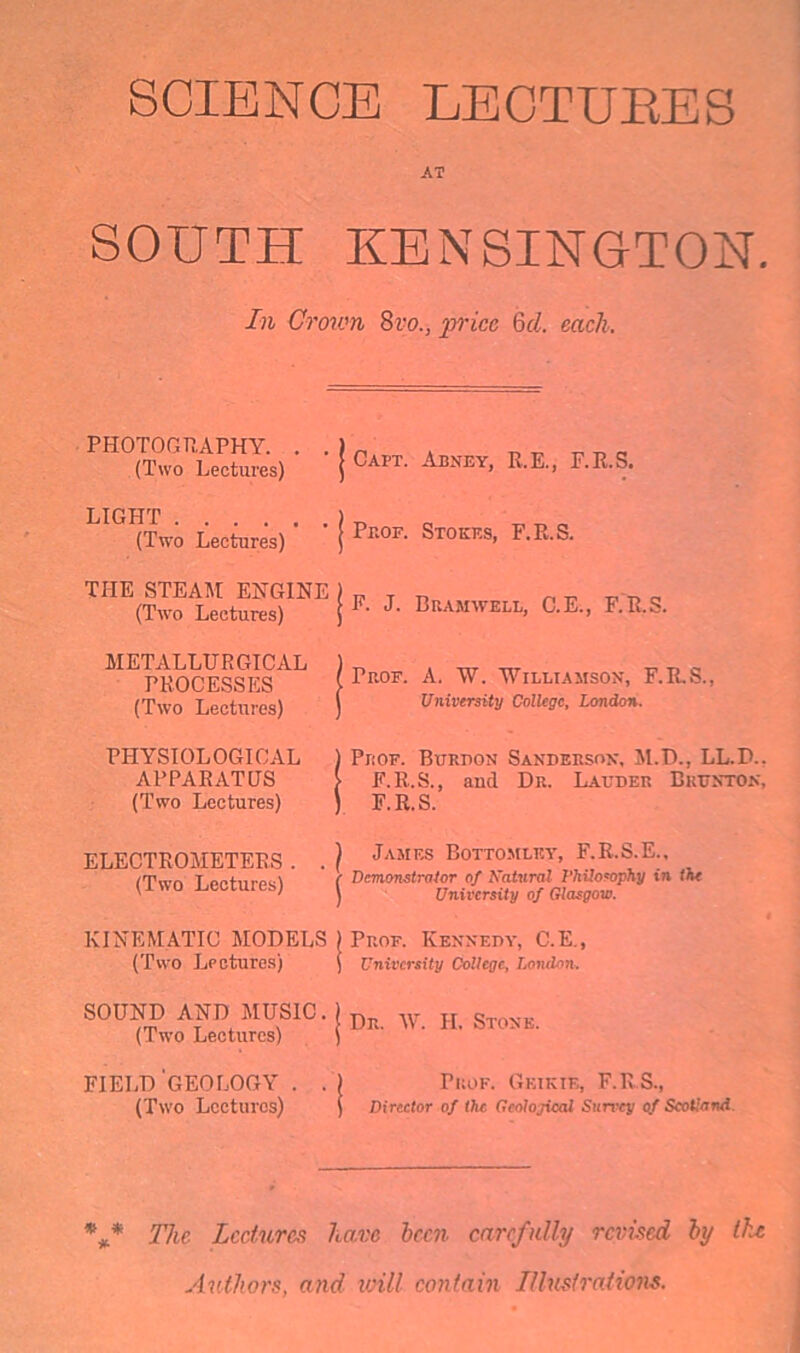 SCIENCE LECTURES
AT
SOUTH KENSINGTON.
In Crown 8vo., price 6d. each.
PHOTOGRAPHY. . . } CAPT. ABNEY, R.E., F.R.S.
(Two Lectures)
LIGHT . . . . . . . } PROF. STOKES, F.R.S.
(Two Lectures)
THE STEAM ENGINE } F. J. BRAMWELL, C.E., F.R.S.
(Two Lectures)
METALLURGICAL
PROCESSES } PROF. A. W. WILLIAMSON, F.R.S.,
(Two Lectures) University College, London.
PHYSIOLOGICAL } PROF. BURDON SANDERSON, M.D., LL.D.,
APPARATUS F.R.S., and DR. LAUDER BRUNTON,
(Two Lectures) F.R.S.
ELECTROMETERS . . } JAMES BOTTOMLEY, F.R.S.E.,
(Two Lectures) Demonstrator of Natural Philosophy in the
University of Glasgow.
KINEMATIC MODELS } PROF. KENNEDY, C.E.,
(Two Lectures) University College, London.
SOUND AND MUSIC. } DR. W. H. STONE.
(Two Lectures)
FIELD GEOLOGY . . } PROF. GEIKIE, F.R.S.,
(Two Lectures) Director of the Geological Survey of Scotland.
*** The Lectures have been carefully revised by the
Authors, and will contain Illustrations.